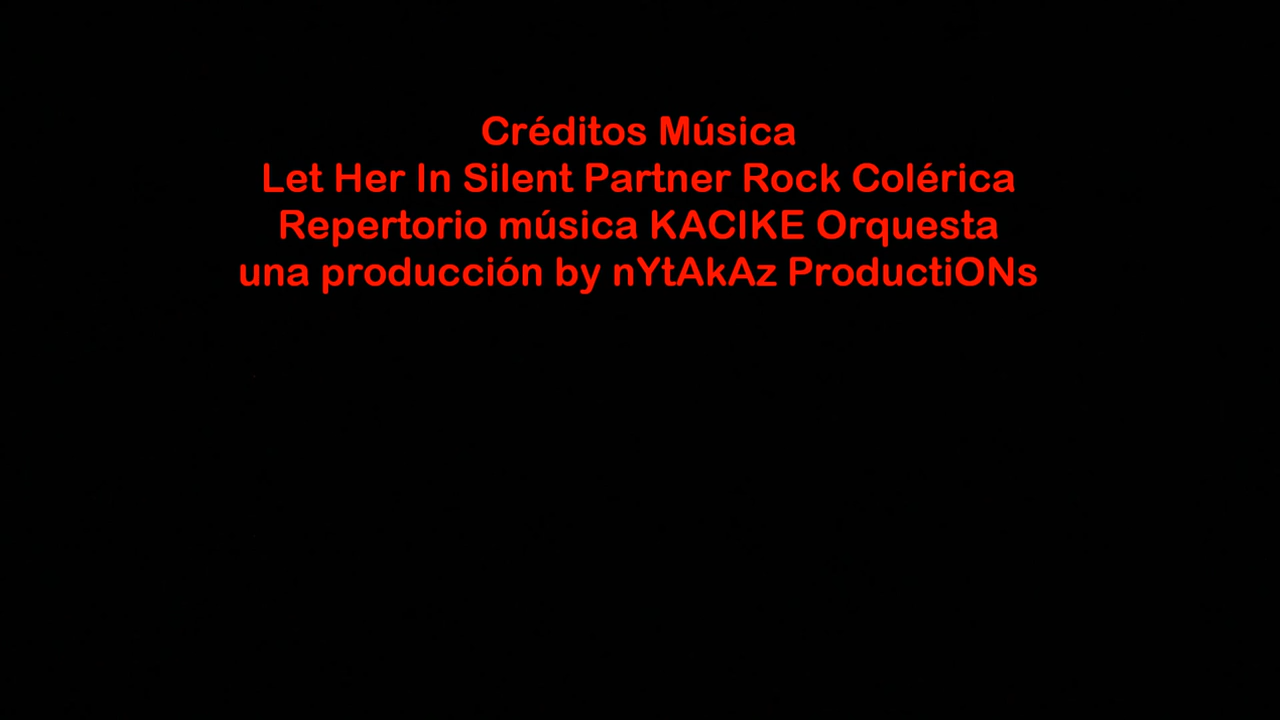 Créditos Música
Let Her In Silent Partner Rock Colérica
Repertorio música KACIKE Orquesta
una producción by nYtAkAz ProductiONs